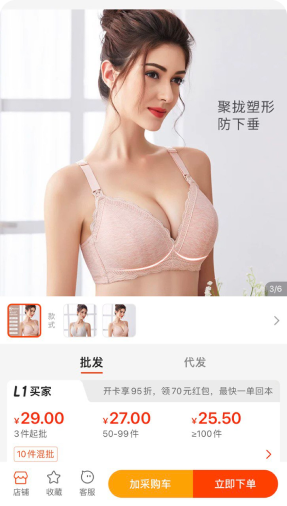 聚拢塑形
防下垂
3/6
款式
批发
代发
L1 买家
开卡享95折，领70元红包，最快一单回本
¥29.00
¥27.00
¥25.50
3件起批
50-99件
≥100件
10件混批
店铺
收藏
客服
加采购车
立即下单